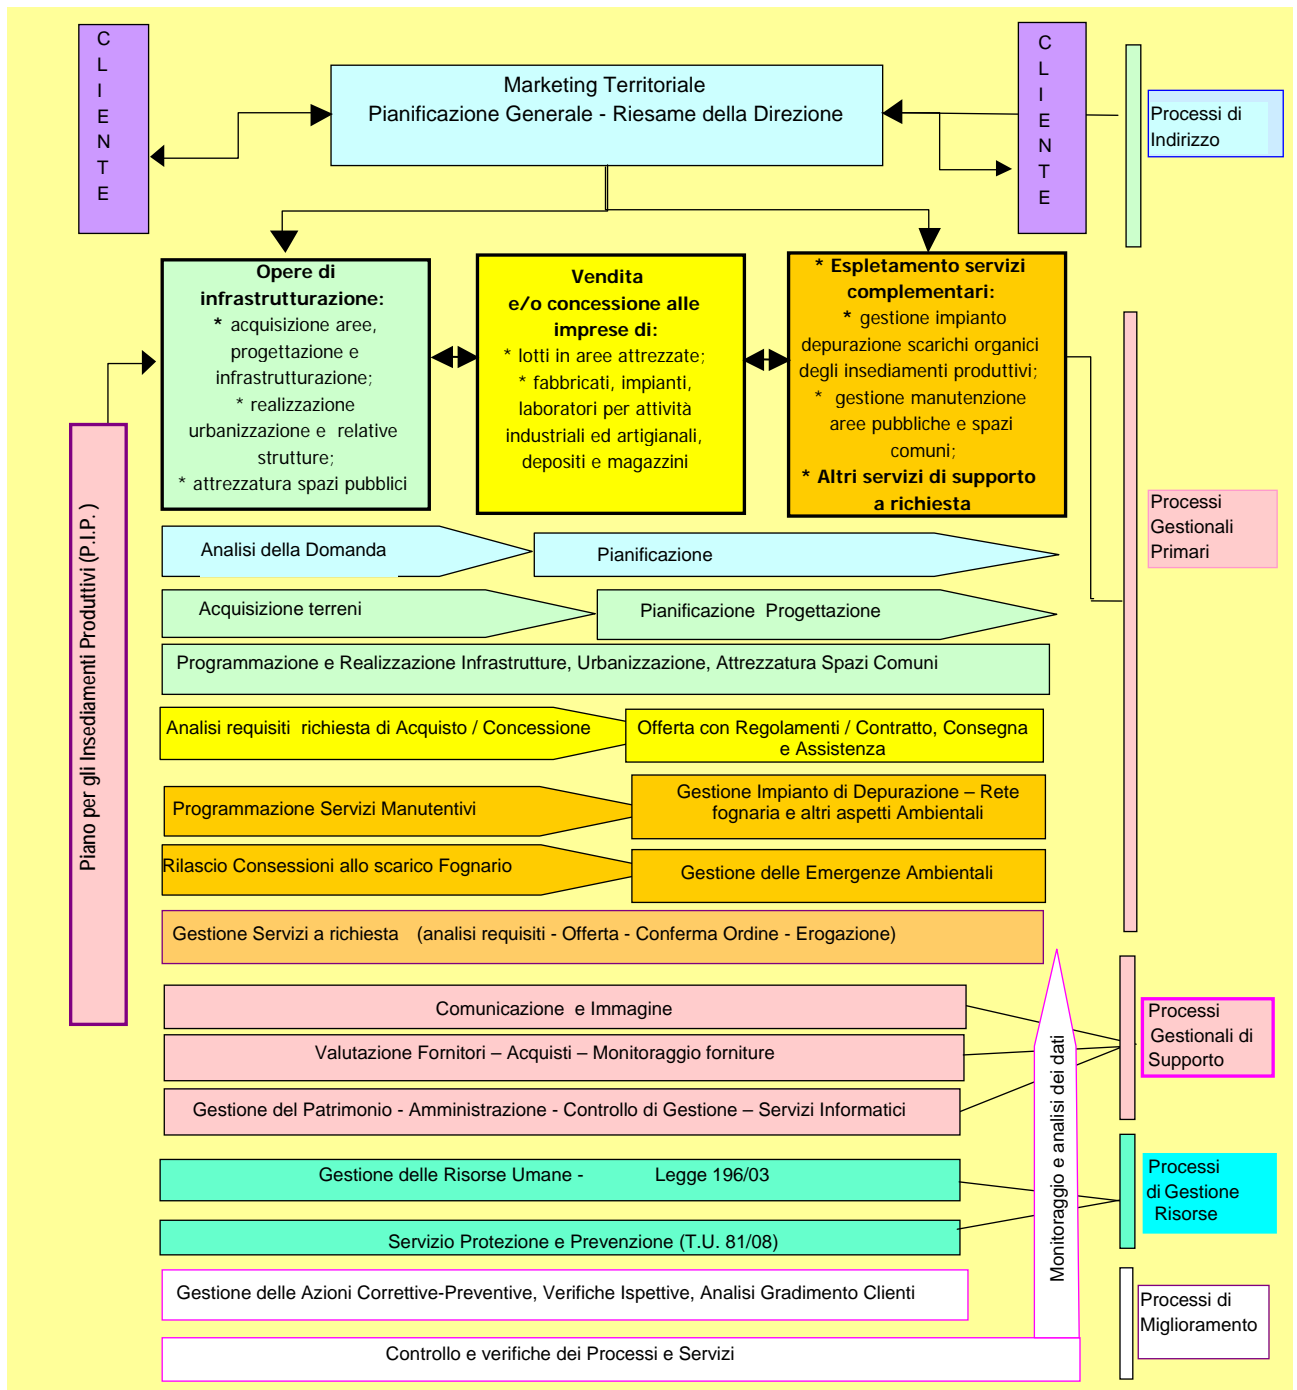 CLIENTE
Marketing Territoriale
Pianificazione Generale - Riesame della Direzione
CLIENTE
Processi di
Indirizzo
Opere di
infrastrutturazione:
* acquisizione aree,
progettazione e
infrastrutturazione;
* realizzazione
urbanizzazione e relative
strutture;
* attrezzatura spazi pubblici
Vendita
e/o concessione alle
imprese di:
* lotti in aree attrezzate;
* fabbricati, impianti,
laboratori per attività
industriali ed artigianali,
depositi e magazzini
* Espletamento servizi
complementari:
* gestione impianto
depurazione scarichi organici
degli insediamenti produttivi;
* gestione manutenzione
aree pubbliche e spazi
comuni;
* Altri servizi di supporto
a richiesta
Piano per gli Insediamenti Produttivi (P.I.P. )
Processi
Gestionali
Primari
Analisi della Domanda
Pianificazione
Acquisizione terreni
Pianificazione Progettazione
Programmazione e Realizzazione Infrastrutture, Urbanizzazione, Attrezzatura Spazi Comuni
Analisi requisiti richiesta di Acquisto / Concessione
Offerta con Regolamenti / Contratto, Consegna
e Assistenza
Programmazione Servizi Manutentivi
Gestione Impianto di Depurazione – Rete
fognaria e altri aspetti Ambientali
Rilascio Consessioni allo scarico Fognario
Gestione delle Emergenze Ambientali
Gestione Servizi a richiesta (analisi requisiti - Offerta - Conferma Ordine - Erogazione)
Comunicazione e Immagine
Valutazione Fornitori – Acquisti – Monitoraggio forniture
Gestione del Patrimonio - Amministrazione - Controllo di Gestione – Servizi Informatici
Processi
Gestionali di
Supporto
Monitoraggio e analisi dei dati
Gestione delle Risorse Umane - Legge 196/03
Servizio Protezione e Prevenzione (T.U. 81/08)
Processi
di Gestione
Risorse
Gestione delle Azioni Correttive-Preventive, Verifiche Ispettive, Analisi Gradimento Clienti
Controllo e verifiche dei Processi e Servizi
Processi di
Miglioramento